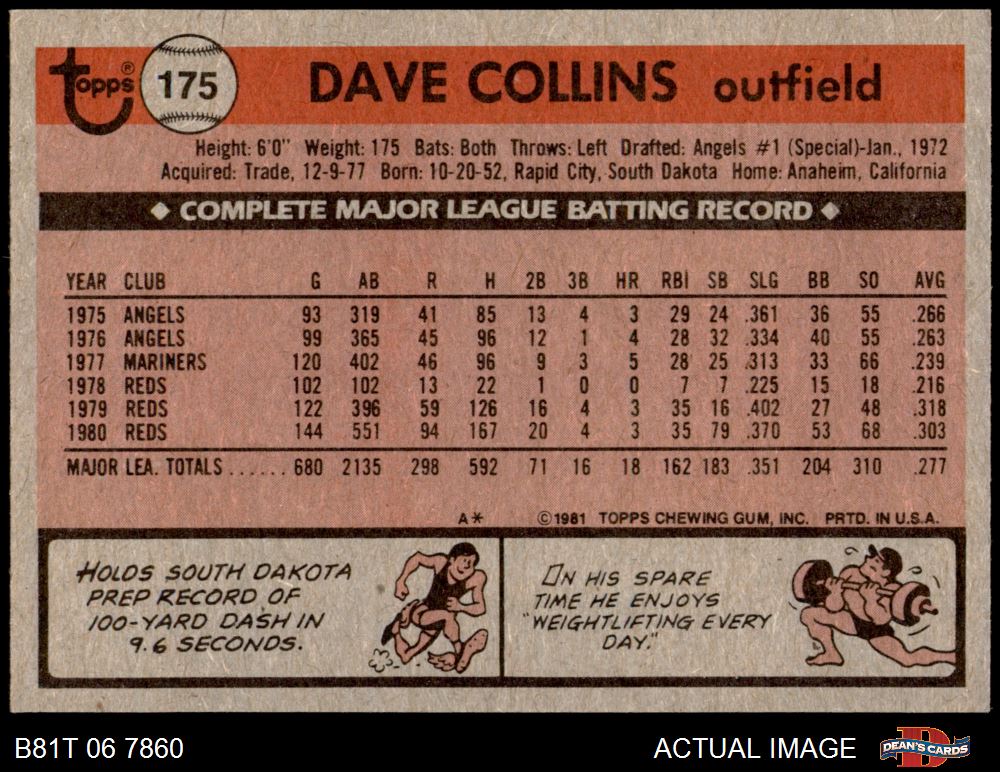 topps®
175
DAVE COLLINS outfield
Height: 6'0" Weight: 175 Bats: Both Throws: Left Drafted: Angels #1 (Special)-Jan., 1972
Acquired: Trade, 12-9-77 Born: 10-20-52, Rapid City, South Dakota Home: Anaheim, California
◆ COMPLETE MAJOR LEAGUE BATTING RECORD ◆
YEAR CLUB G AB R H 2B 3B HR RBI SB SLG BB SO AVG
1975 ANGELS 93 319 41 85 13 4 3 29 24 .361 36 55 .266
1976 ANGELS 99 365 45 96 12 1 4 28 32 .334 40 55 .263
1977 MARINERS 120 402 46 96 9 3 5 28 25 .313 33 66 .239
1978 REDS 102 102 13 22 1 0 0 7 7 .225 15 18 .216
1979 REDS 122 396 59 126 16 4 3 35 16 .402 27 48 .318
1980 REDS 144 551 94 167 20 4 3 35 79 .370 53 68 .303
MAJOR LEA. TOTALS ...... 680 2135 298 592 71 16 18 162 183 .351 204 310 .277
A* ©1981 TOPPS CHEWING GUM, INC. PRTD. IN U.S.A.
HOLDS SOUTH DAKOTA
PREP RECORD OF
100-YARD DASH IN
9.6 SECONDS.
IN HIS SPARE
TIME HE ENJOYS
"WEIGHTLIFTING EVERY
DAY."
B81T 06 7860
ACTUAL IMAGE
DEAN'S CARDS